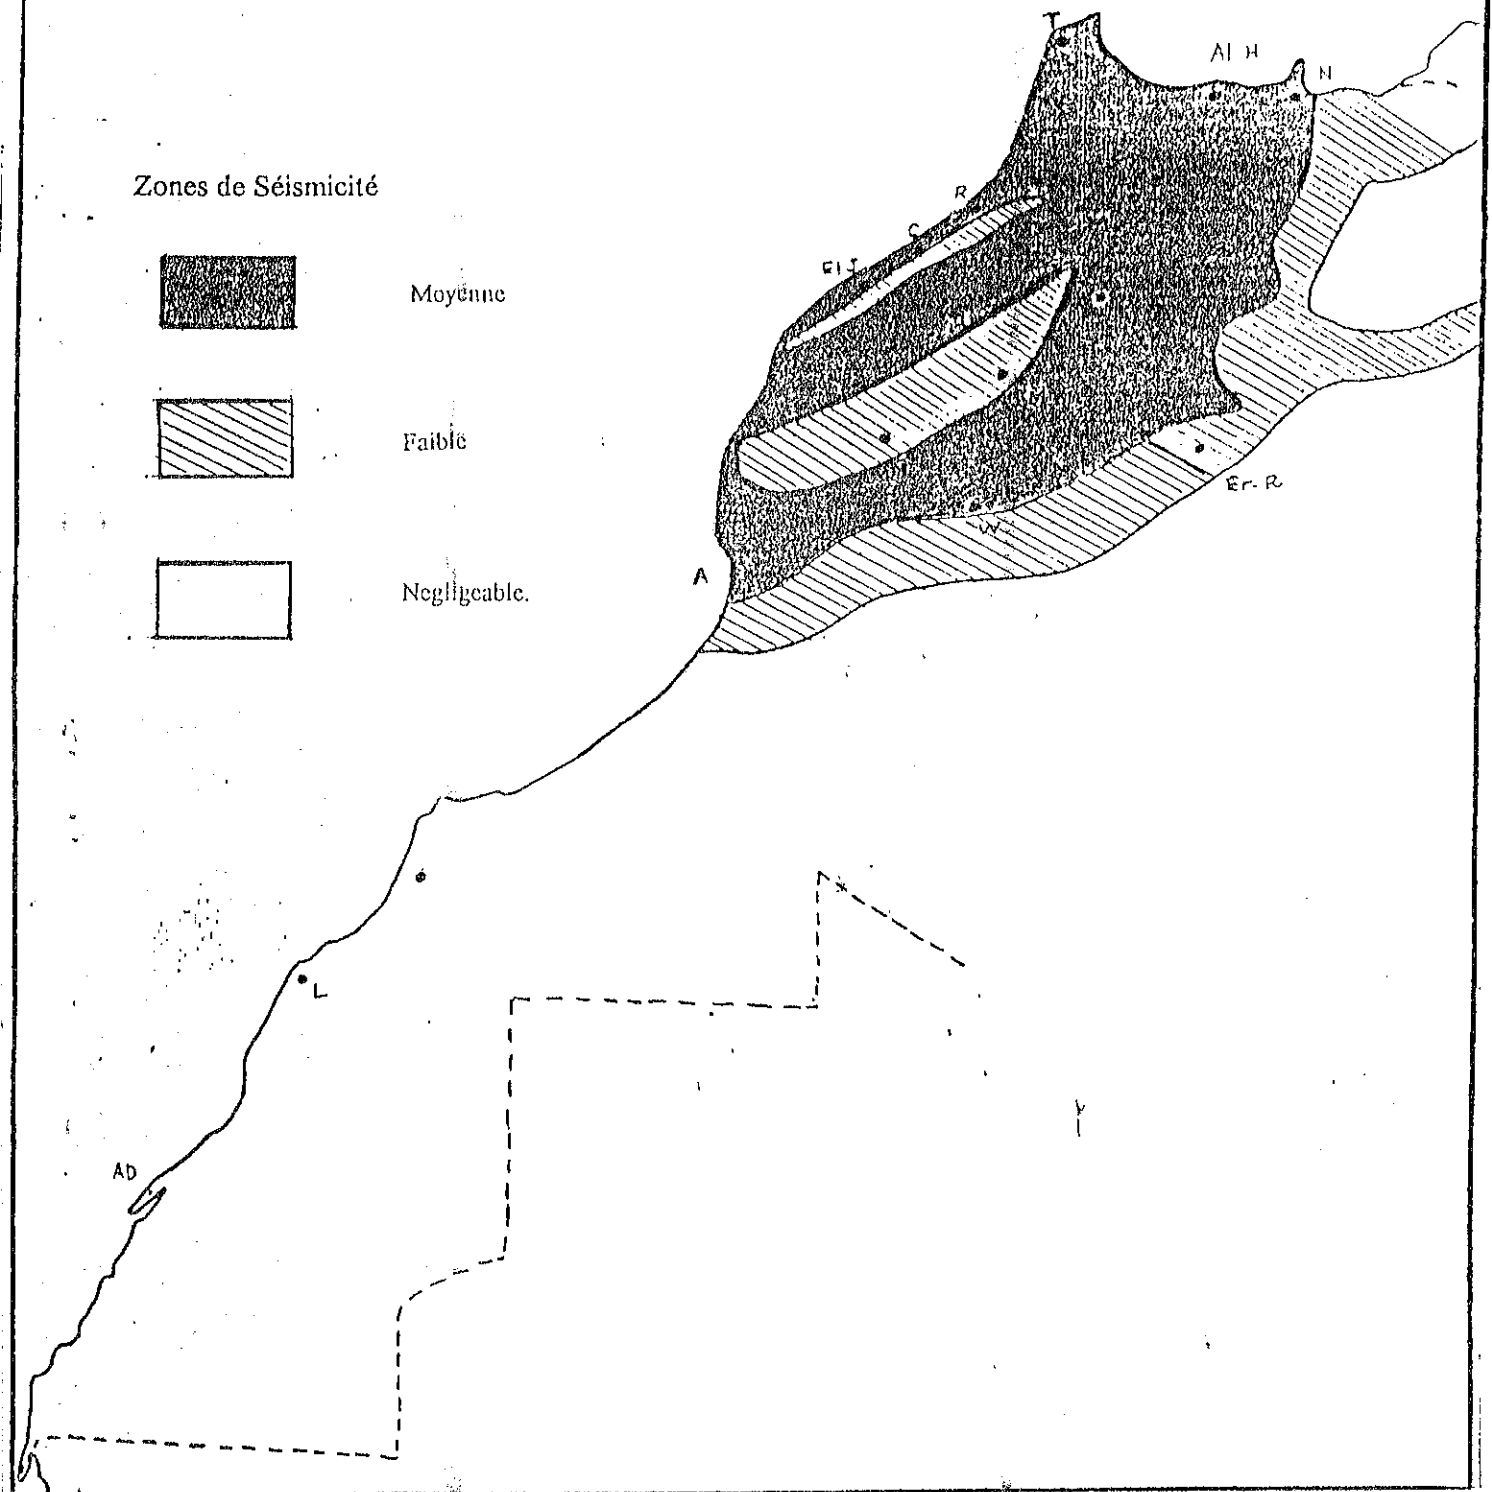 T
Al H
N
Zones de Séismicité
R
C
El J
Moyenne
M
Faible
Er-R
W
A
Negligeable.
L
AD